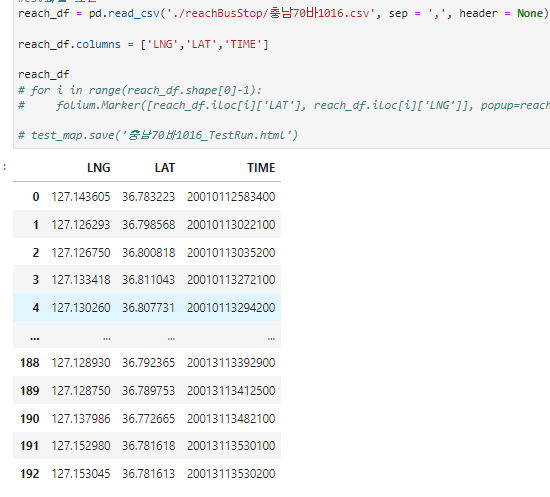 reach_df = pd.read_csv('./reachBusStop/충남70바1016.csv', sep = ',', header = None)
reach_df.columns = ['LNG','LAT','TIME']
reach_df
# for i in range(reach_df.shape[0]-1):
#     folium.Marker([reach_df.iloc[i]['LAT'], reach_df.iloc[i]['LNG']], popup=reach
# test_map.save('충남70바1016_TestRun.html')
:
LNG LAT TIME
0 127.143605 36.783223 20010112583400
1 127.126293 36.798568 20010113022100
2 127.126750 36.800818 20010113035200
3 127.133418 36.811043 20010113272100
4 127.130260 36.807731 20010113294200
... ... ... ...
188 127.128930 36.792365 20013113392900
189 127.128750 36.789753 20013113412500
190 127.137986 36.772665 20013113482100
191 127.152980 36.781618 20013113530100
192 127.153045 36.781613 20013113530200